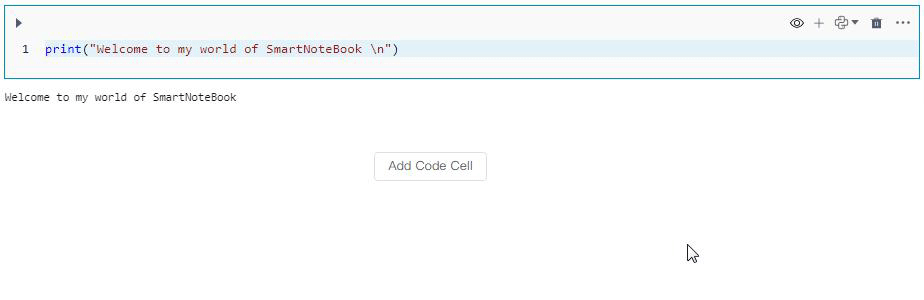 1 print("Welcome to my world of SmartNoteBook \n")
Welcome to my world of SmartNoteBook
Add Code Cell